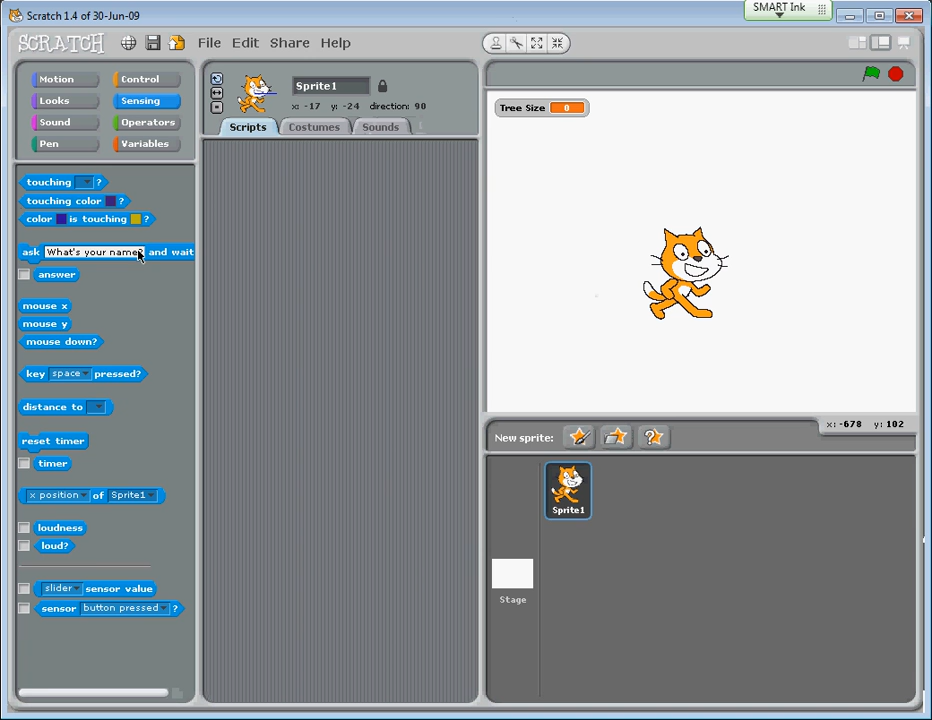 Scratch 1.4 of 30-Jun-09
SMART Ink
SCRATCH File Edit Share Help
Motion Control
Looks Sensing
Sound Operators
Pen Variables
Sprite1
x: -17 y: -24 direction: 90
Scripts Costumes Sounds
Tree Size 0
touching ?
touching color ?
color is touching ?
ask What's your name? and wait
answer
mouse x
mouse y
mouse down?
key space pressed?
distance to
reset timer
timer
x position of Sprite1
loudness
loud?
slider sensor value
sensor button pressed ?
x: -678 y: 102
New sprite:
Sprite1
Stage